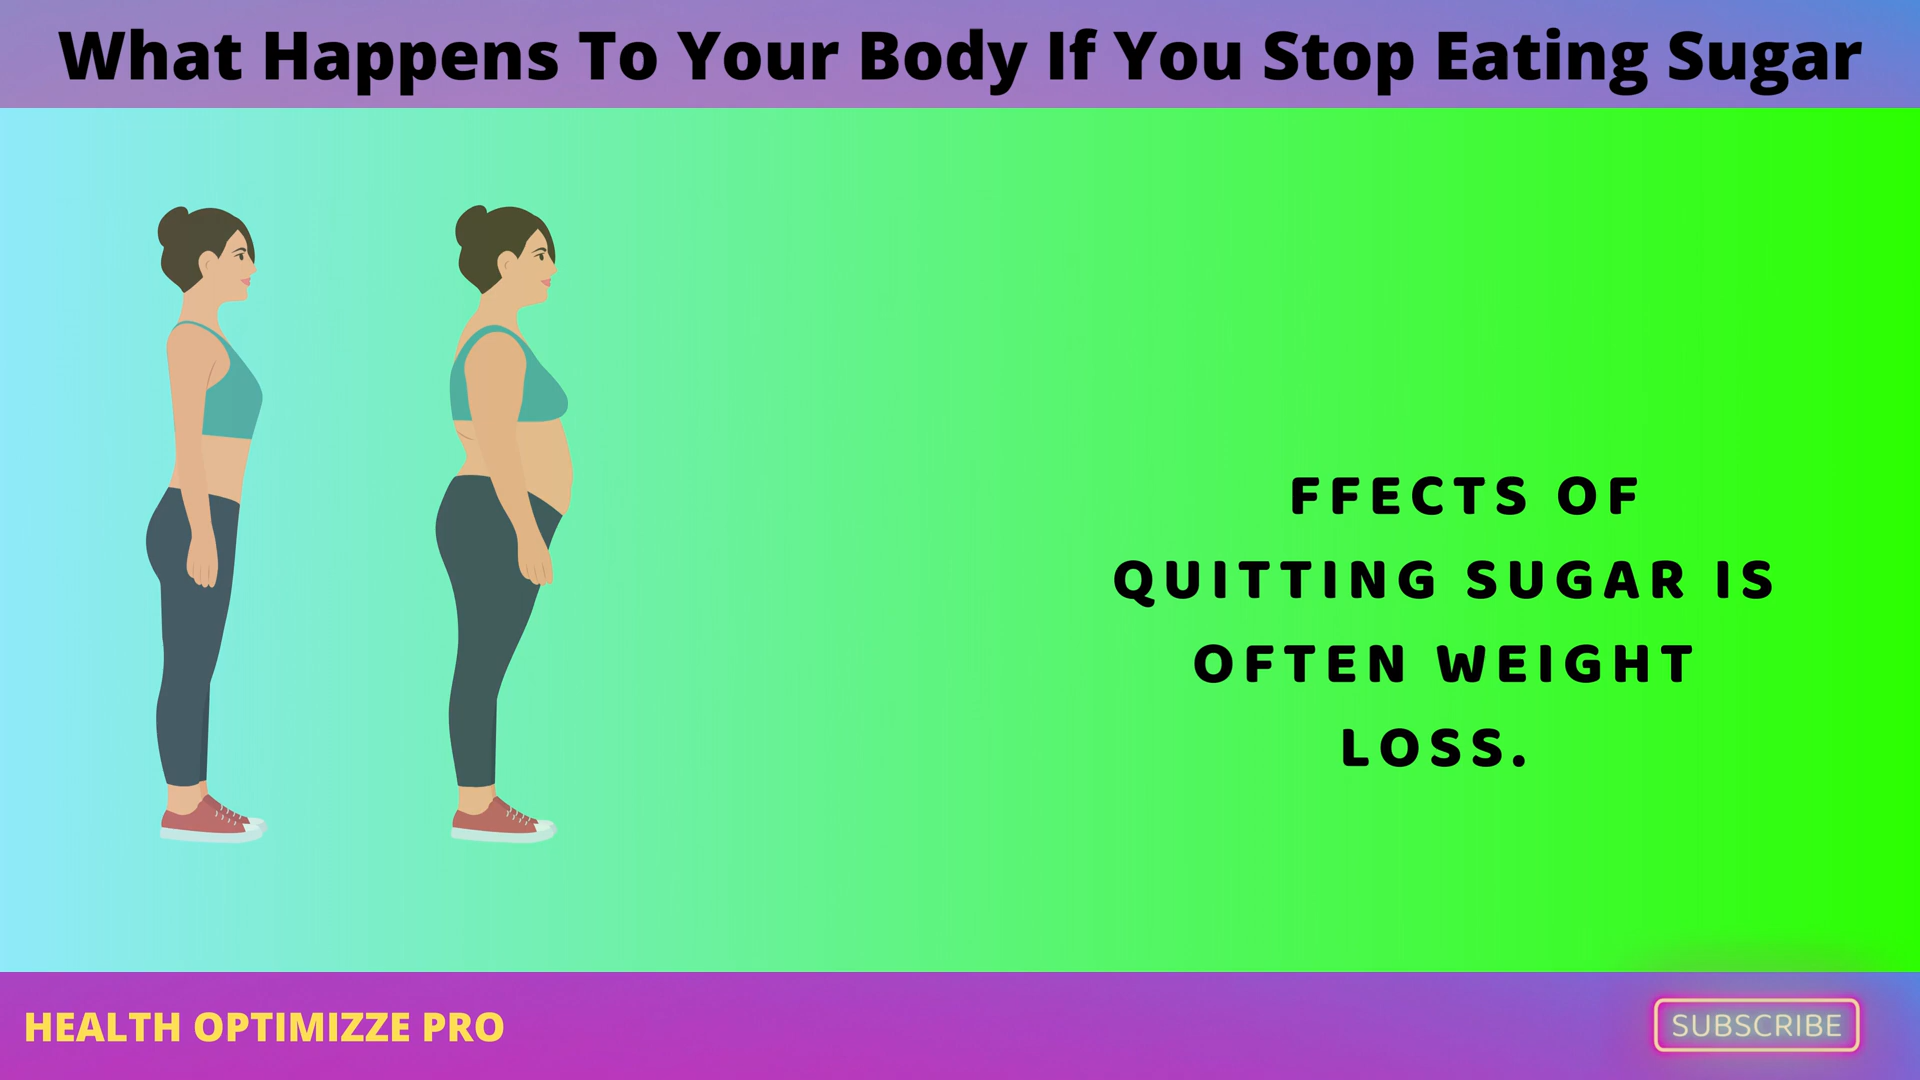 What Happens To Your Body If You Stop Eating Sugar
FFECTS OF
QUITTING SUGAR IS
OFTEN WEIGHT
LOSS.
HEALTH OPTIMIZZE PRO
SUBSCRIBE